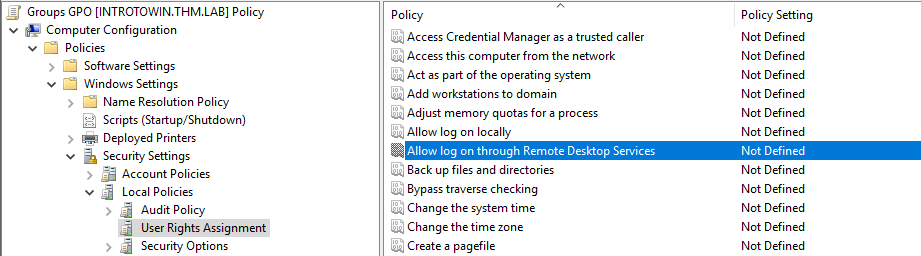 Groups GPO [INTROTOWIN.THM.LAB] Policy
Computer Configuration
Policies
Software Settings
Windows Settings
Name Resolution Policy
Scripts (Startup/Shutdown)
Deployed Printers
Security Settings
Account Policies
Local Policies
Audit Policy
User Rights Assignment
Security Options
Policy Policy Setting
Access Credential Manager as a trusted caller Not Defined
Access this computer from the network Not Defined
Act as part of the operating system Not Defined
Add workstations to domain Not Defined
Adjust memory quotas for a process Not Defined
Allow log on locally Not Defined
Allow log on through Remote Desktop Services Not Defined
Back up files and directories Not Defined
Bypass traverse checking Not Defined
Change the system time Not Defined
Change the time zone Not Defined
Create a pagefile Not Defined